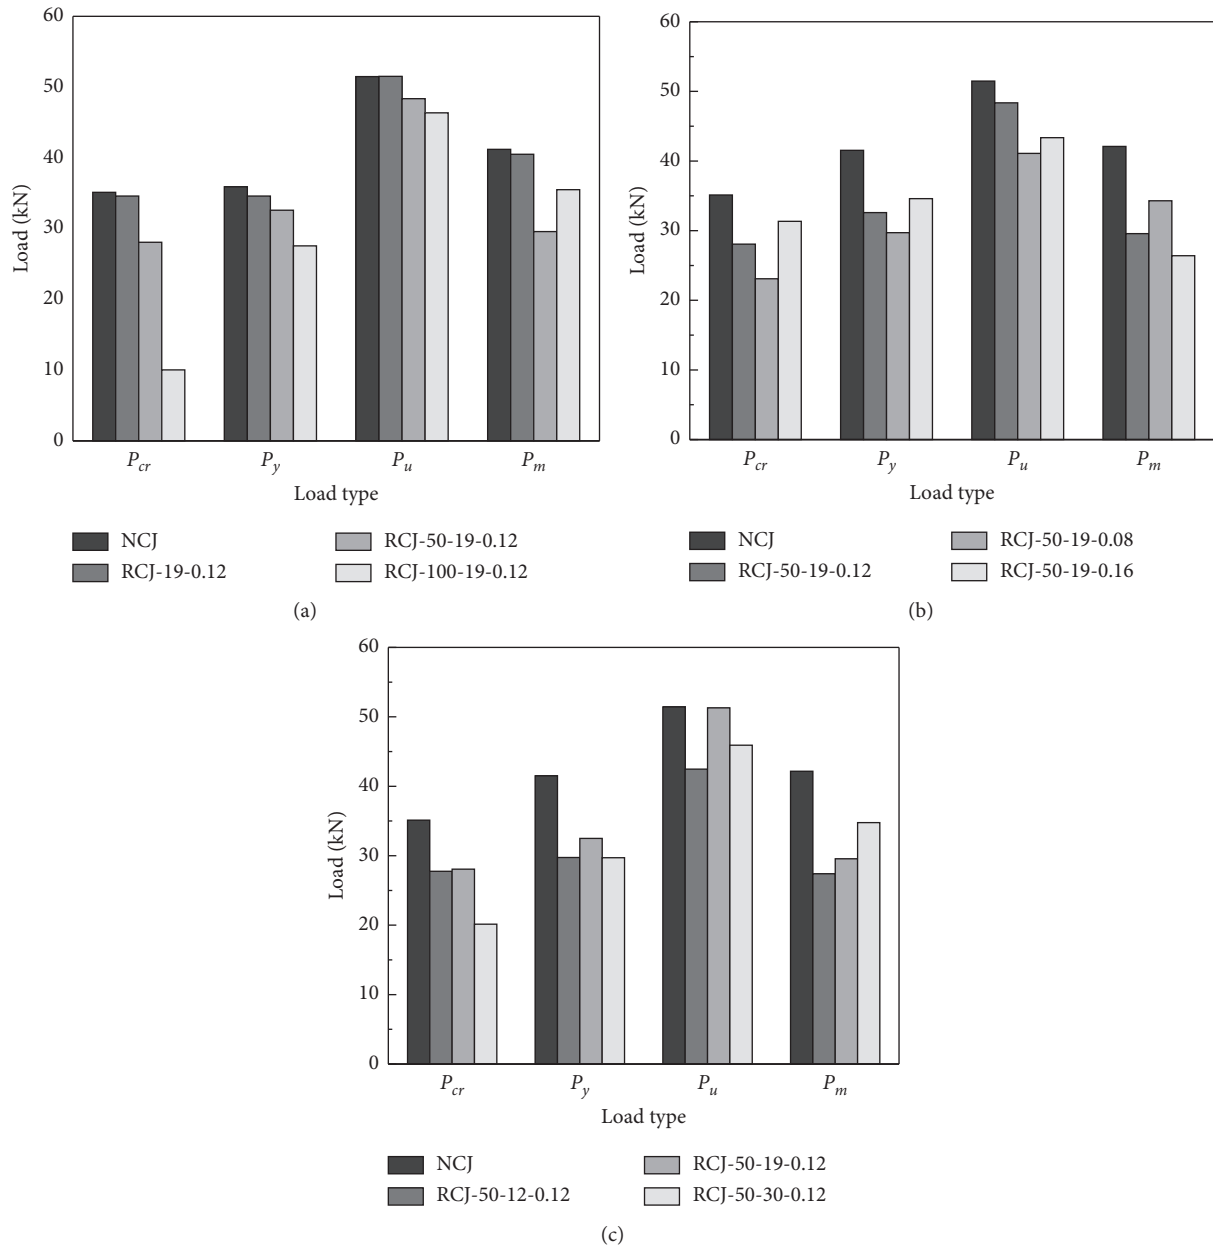 60
50
40
30
20
10
0
Load (kN)
P_cr P_y P_u P_m
Load type
NCJ
RCJ-19-0.12
RCJ-50-19-0.12
RCJ-100-19-0.12
(a)
60
50
40
30
20
10
0
Load (kN)
P_cr P_y P_u P_m
Load type
NCJ
RCJ-50-19-0.12
RCJ-50-19-0.08
RCJ-50-19-0.16
(b)
60
50
40
30
20
10
0
Load (kN)
P_cr P_y P_u P_m
Load type
NCJ
RCJ-50-12-0.12
RCJ-50-19-0.12
RCJ-50-30-0.12
(c)